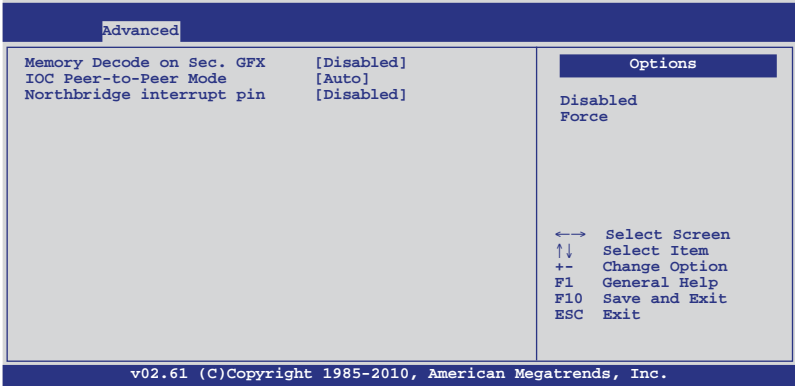 Advanced
Memory Decode on Sec. GFX [Disabled]
IOC Peer-to-Peer Mode [Auto]
Northbridge interrupt pin [Disabled]
Options
Disabled
Force
←→ Select Screen
↑↓ Select Item
+- Change Option
F1 General Help
F10 Save and Exit
ESC Exit
v02.61 (C)Copyright 1985-2010, American Megatrends, Inc.